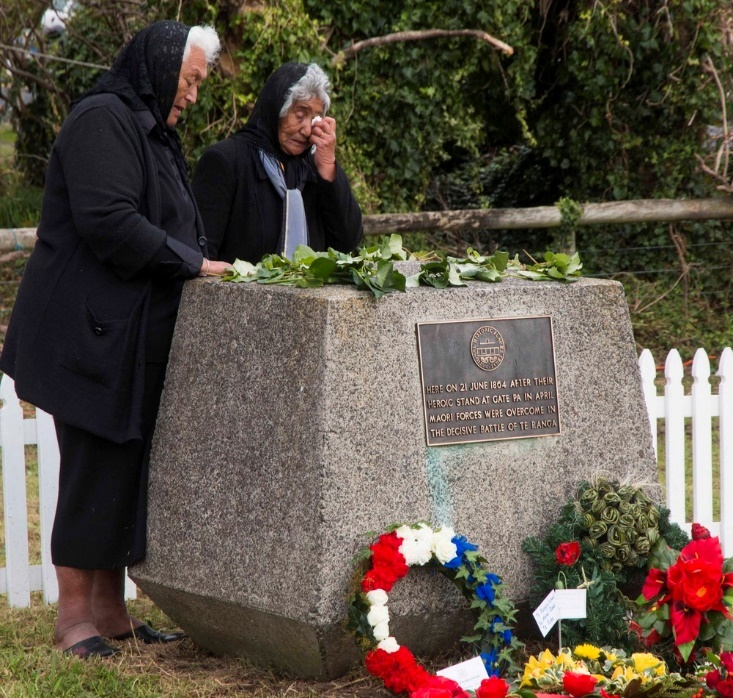 HERE ON 21 JUNE 1864 AFTER THEIR
HEROIC STAND AT GATE PA IN APRIL
MAORI FORCES WERE OVERCOME IN
THE DECISIVE BATTLE OF TE RANGA